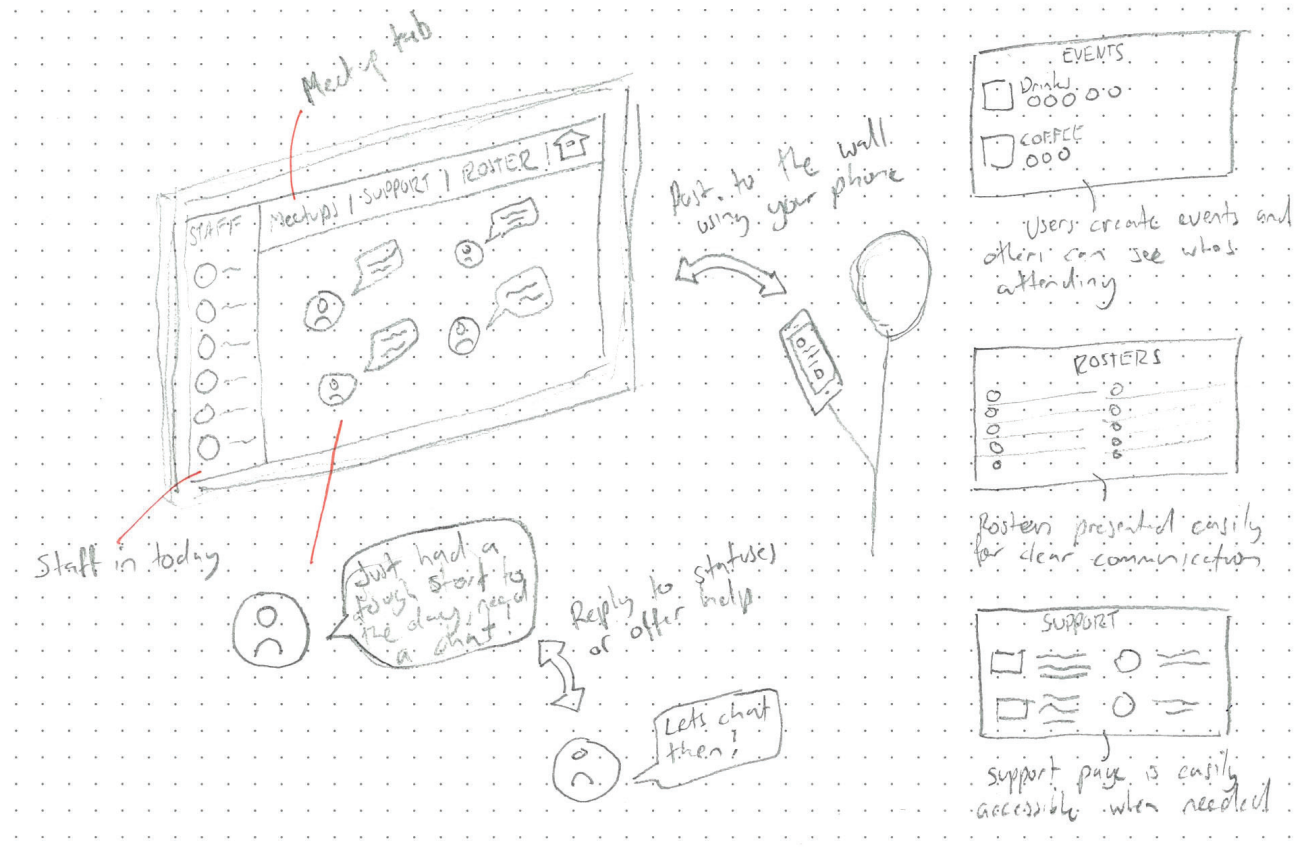 Meetup tab
STAFF
Meetups / SUPPORT / ROSTER /
Staff in today
Just had a
tough start to
the day, need
a chat!
Reply to statuses
or offer help
Lets chat
then!
Post to the wall
using your phone
EVENTS
Drinks
COFFEE
Users create events and
others can see whos
attending
ROSTERS
Rosters presented easily
for clear communication
SUPPORT
support page is easily
accessible when needed